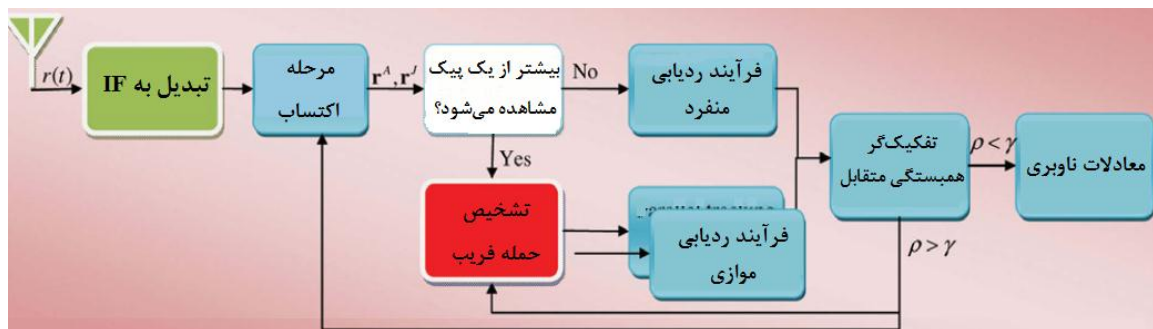 r(t)
تبدیل به IF
مرحله
اکتساب
r^A, r^J
بیشتر از یک پیک
مشاهده می‌شود؟
No
فرآیند ردیابی
منفرد
Yes
تشخیص
حمله فریب
فرآیند ردیابی
موازی
تفکیک‌گر
همبستگی متقابل
ρ < γ
معادلات ناوبری
ρ > γ